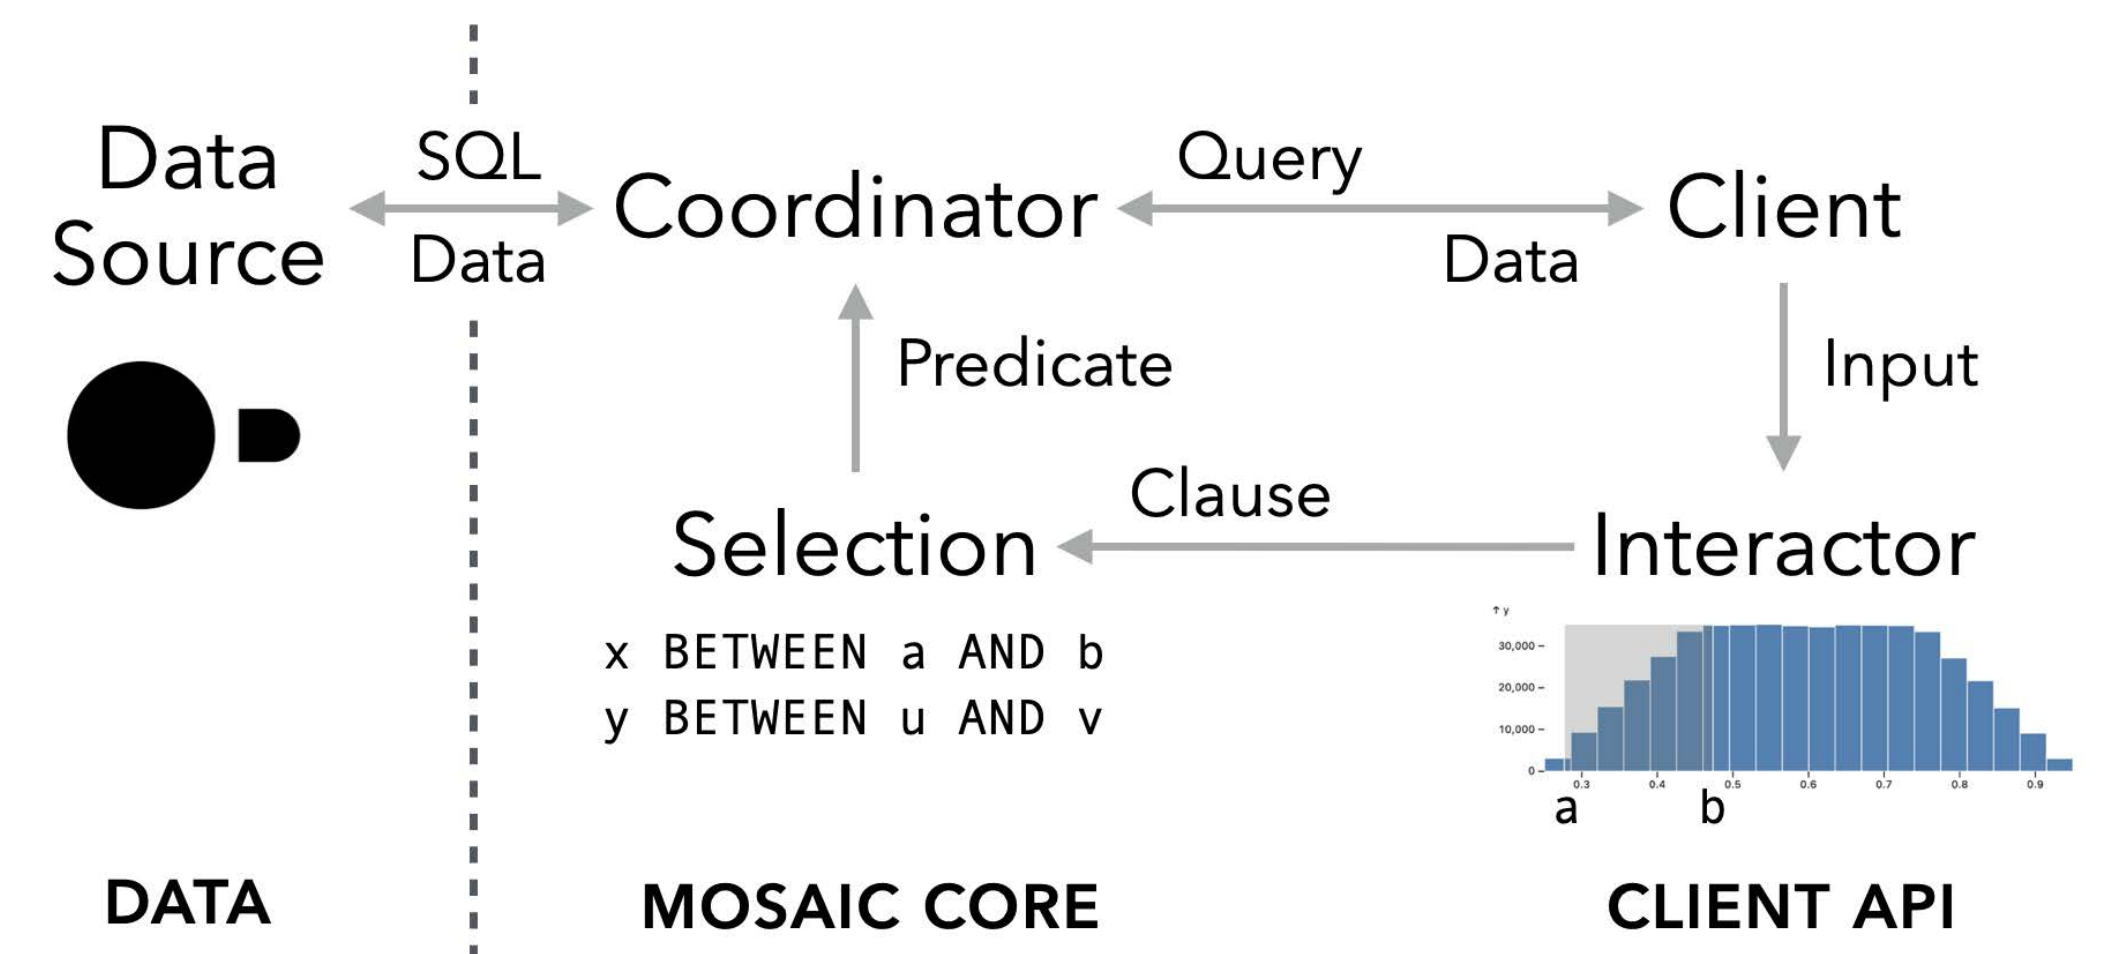 Data
Source
SQL
Data
Coordinator
Query
Data
Client
Predicate
Input
Selection
Clause
Interactor
x BETWEEN a AND b
y BETWEEN u AND v
↑ y
30,000
20,000
10,000
0
0.3 0.4 0.5 0.6 0.7 0.8 0.9
a b
DATA
MOSAIC CORE
CLIENT API